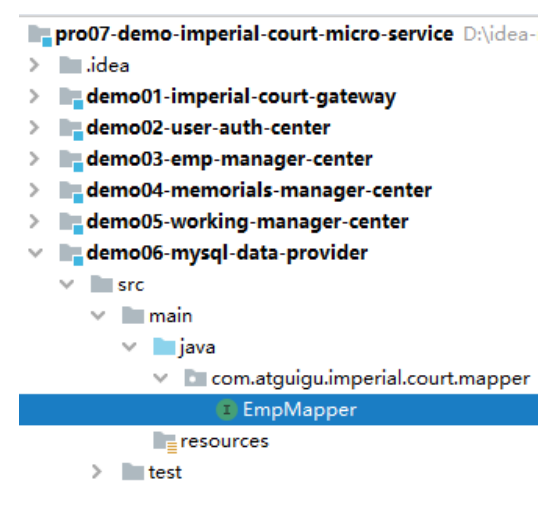 pro07-demo-imperial-court-micro-service D:\idea-
.idea
demo01-imperial-court-gateway
demo02-user-auth-center
demo03-emp-manager-center
demo04-memorials-manager-center
demo05-working-manager-center
demo06-mysql-data-provider
src
main
java
com.atguigu.imperial.court.mapper
I EmpMapper
resources
test